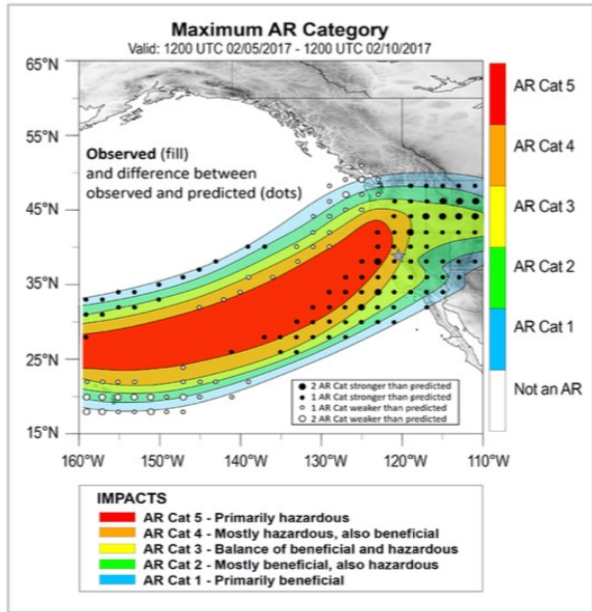 Maximum AR Category
Valid: 1200 UTC 02/05/2017 - 1200 UTC 02/10/2017
65°N
55°N
45°N
35°N
25°N
15°N
Observed (fill)
and difference between
observed and predicted (dots)
2 AR Cat stronger than predicted
1 AR Cat stronger than predicted
1 AR Cat weaker than predicted
2 AR Cat weaker than predicted
160°W 150°W 140°W 130°W 120°W 110°W
AR Cat 5
AR Cat 4
AR Cat 3
AR Cat 2
AR Cat 1
Not an AR
IMPACTS
AR Cat 5 - Primarily hazardous
AR Cat 4 - Mostly hazardous, also beneficial
AR Cat 3 - Balance of beneficial and hazardous
AR Cat 2 - Mostly beneficial, also hazardous
AR Cat 1 - Primarily beneficial